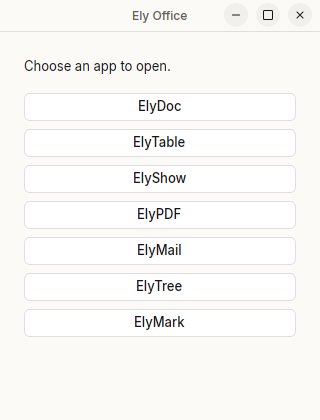 Ely Office
Choose an app to open.
ElyDoc
ElyTable
ElyShow
ElyPDF
ElyMail
ElyTree
ElyMark